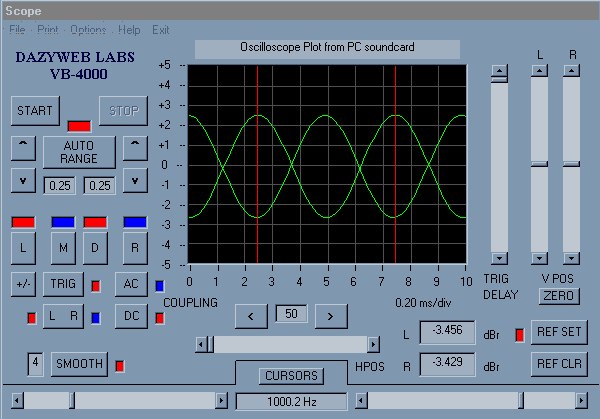 Scope
File Print Options Help Exit
DAZYWEB LABS
VB-4000
Oscilloscope Plot from PC soundcard
L R
START STOP
AUTO
RANGE
^ ^
v v
0.25 0.25
L M D R
+/- TRIG AC
L R DC
4 SMOOTH
+5
+4
+3
+2
+1
0
-1
-2
-3
-4
-5
0 1 2 3 4 5 6 7 8 9 10
COUPLING
< 50 >
0.20 ms/div
TRIG
DELAY
V POS
ZERO
L -3.456 dBr REF SET
HPOS R -3.429 dBr REF CLR
CURSORS
1000.2 Hz